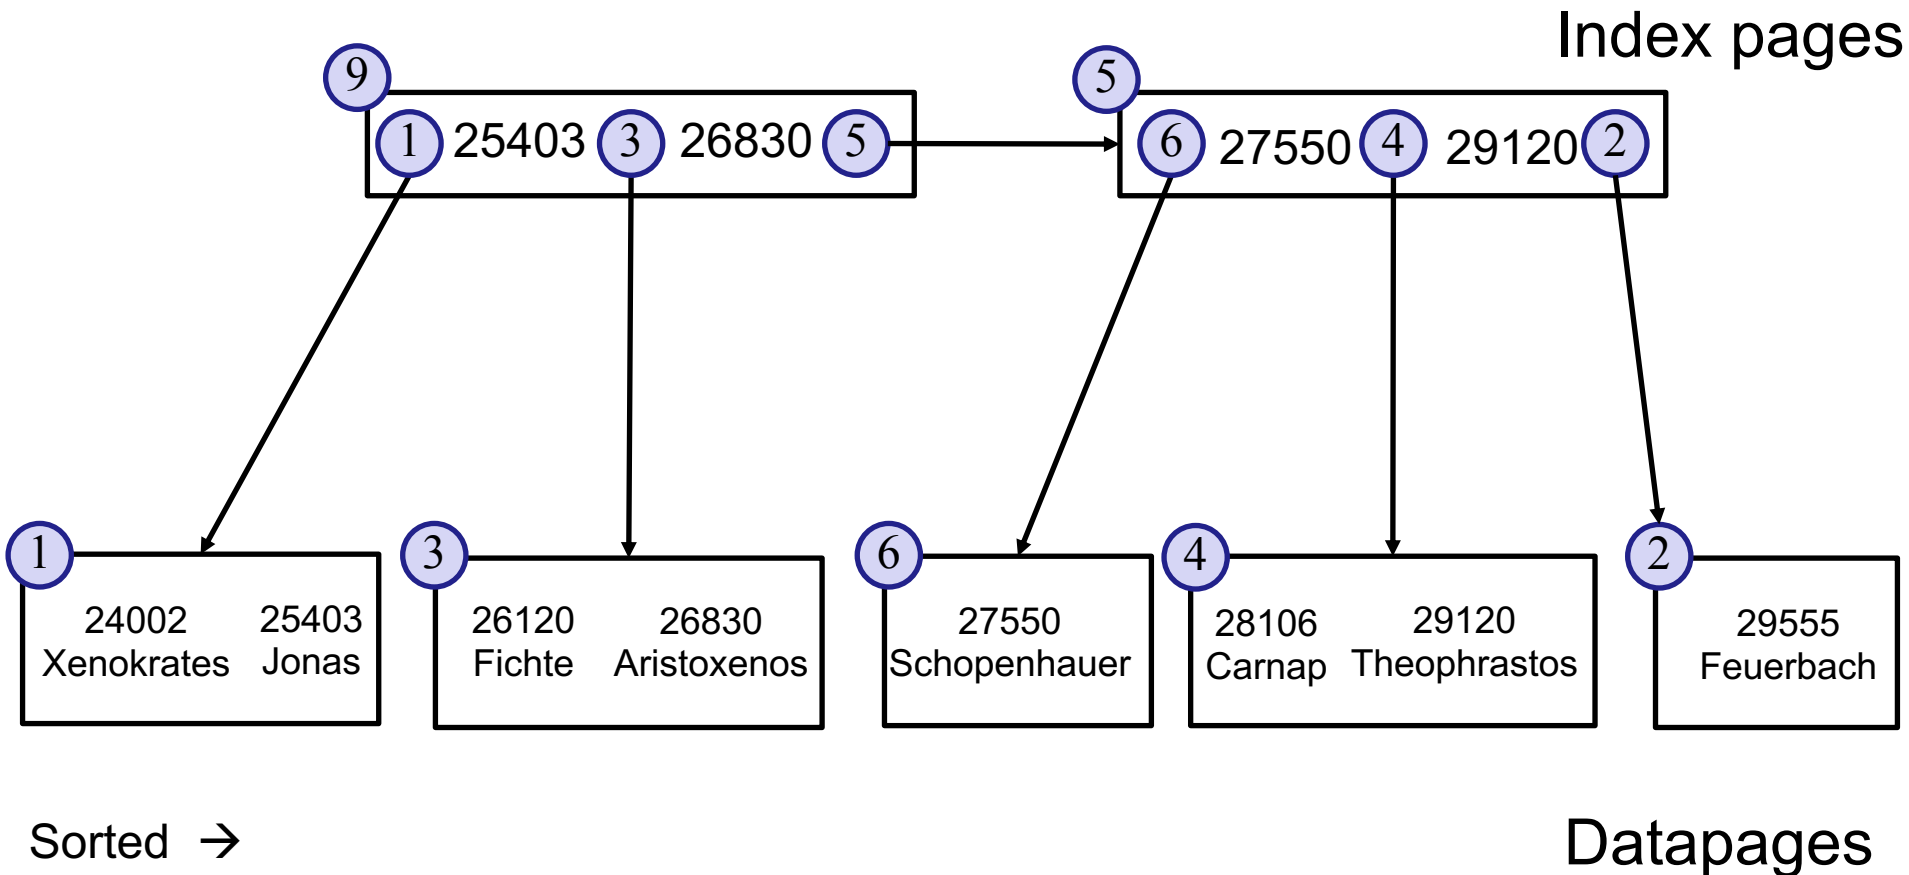 Index pages
9
5
1 25403 3 26830 5
6 27550 4 29120 2
1
3
6
4
2
24002 25403
Xenokrates Jonas
26120 26830
Fichte Aristoxenos
27550
Schopenhauer
28106 29120
Carnap Theophrastos
29555
Feuerbach
Sorted →
Datapages